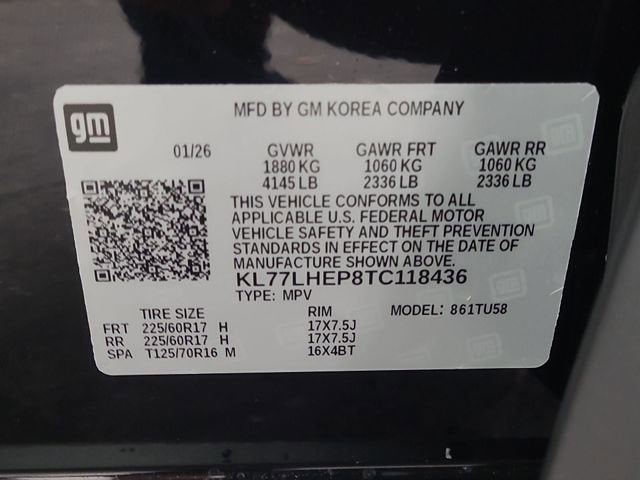 gm
MFD BY GM KOREA COMPANY
01/26 GVWR GAWR FRT GAWR RR
1880 KG 1060 KG 1060 KG
4145 LB 2336 LB 2336 LB
THIS VEHICLE CONFORMS TO ALL
APPLICABLE U.S. FEDERAL MOTOR
VEHICLE SAFETY AND THEFT PREVENTION
STANDARDS IN EFFECT ON THE DATE OF
MANUFACTURE SHOWN ABOVE.
KL77LHEP8TC118436
TYPE: MPV
TIRE SIZE RIM MODEL: 861TU58
FRT 225/60R17 H 17X7.5J
RR 225/60R17 H 17X7.5J
SPA T125/70R16 M 16X4BT